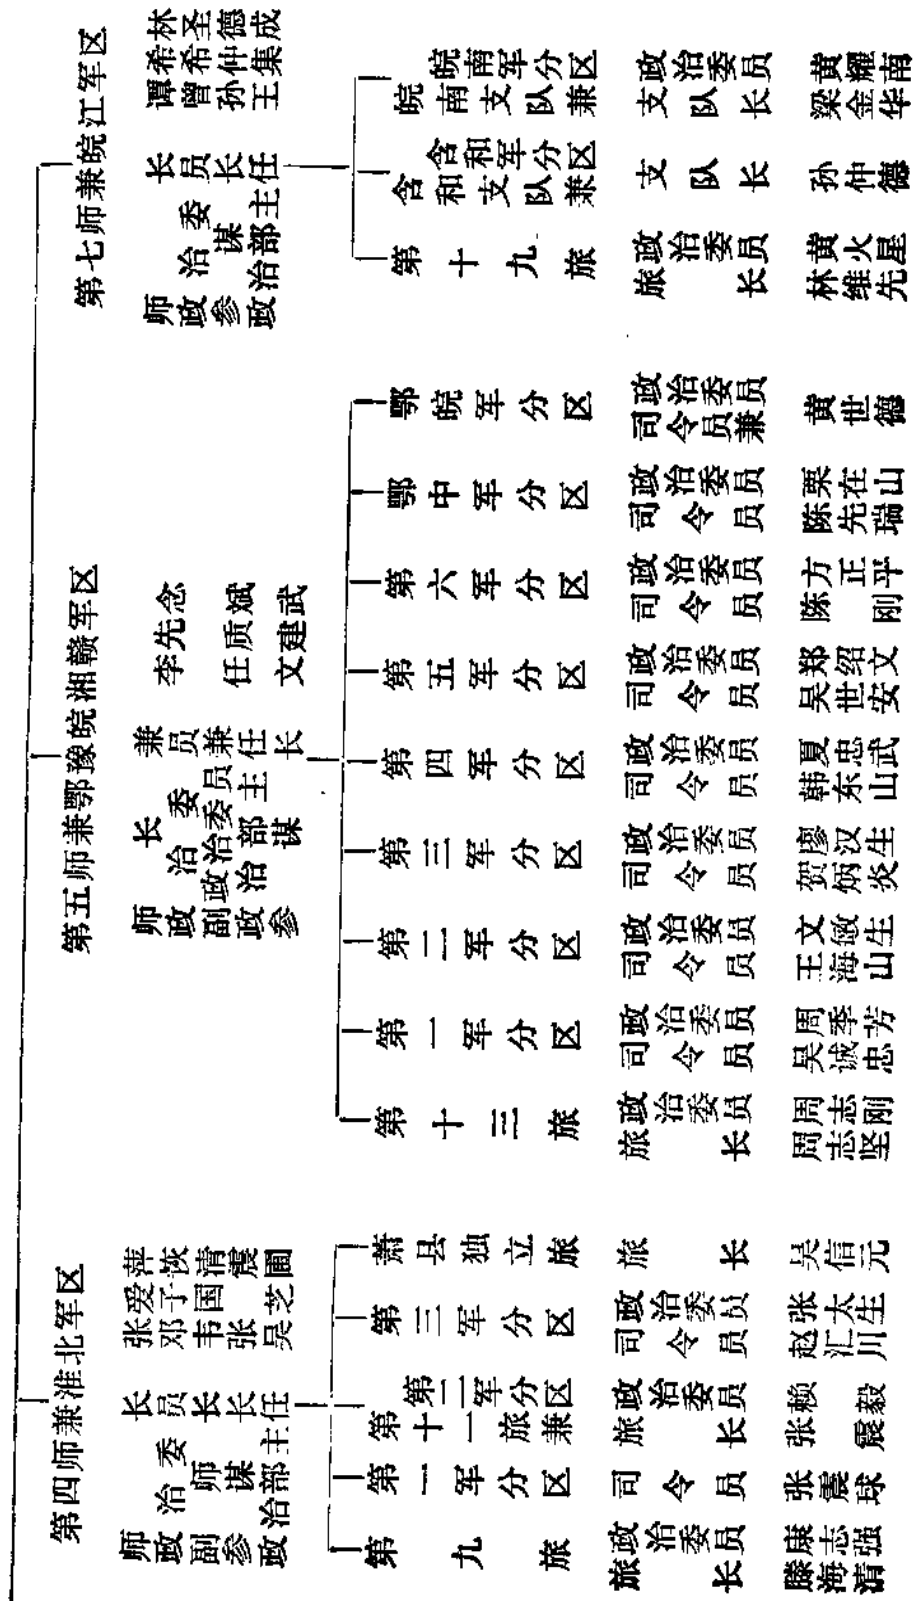 第四师兼淮北军区
师长 张爱萍
政治委员 邓子恢
副师长 韦国清
参谋长 张震
政治部主任 吴芝圃
第九旅
旅长 滕海清
政治委员 康志强
第一军分区
司令员 张震球
第十一旅兼
第二军分区
旅长 张震
政治委员 赖毅
第三军分区
司令员 赵汇川
政治委员 张太生
萧县独立旅
旅长 吴信元
第五师兼鄂豫皖湘赣军区
师长兼
政治委员 李先念
副政治委员兼
政治部主任 任质斌
参谋长 文建武
第十三旅
旅长 周志坚
政治委员 周志刚
第一军分区
司令员 吴诚忠
政治委员 周季芳
第二军分区
司令员 王海山
政治委员 文敏生
第三军分区
司令员 贺炳炎
政治委员 廖汉生
第四军分区
司令员 韩东山
政治委员 夏忠武
第五军分区
司令员 吴世安
政治委员 郑绍文
第六军分区
司令员 陈刚
政治委员 方正平
鄂中军分区
司令员 陈先瑞
政治委员 栗在山
鄂皖军分区
司令员兼
政治委员 黄世德
第七师兼皖江军区
师长 谭希林
政治委员 曾希圣
参谋长 孙仲德
政治部主任 王集成
第十九旅
旅长 林维先
政治委员 黄火星
含和支队兼
含和军分区
支队长 孙仲德
皖南支队兼
皖南军分区
支队长 梁金华
政治委员 黄耀南